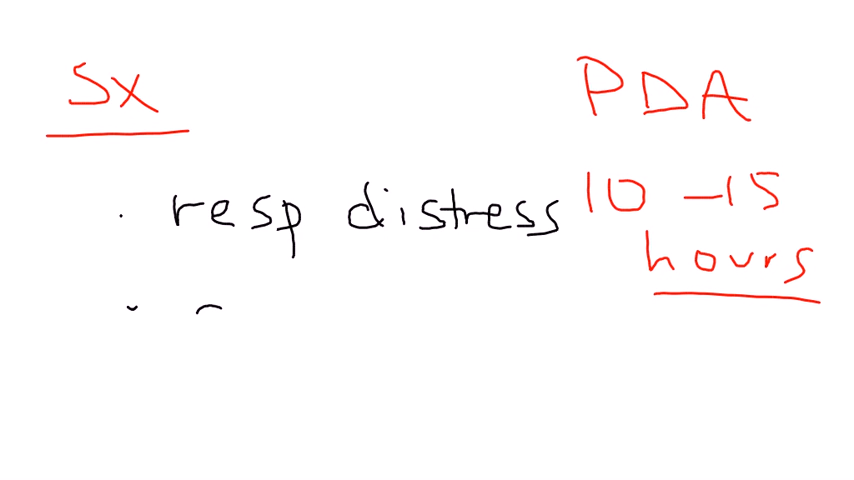 Sx
PDA
• resp distress
10 - 15
hours
•